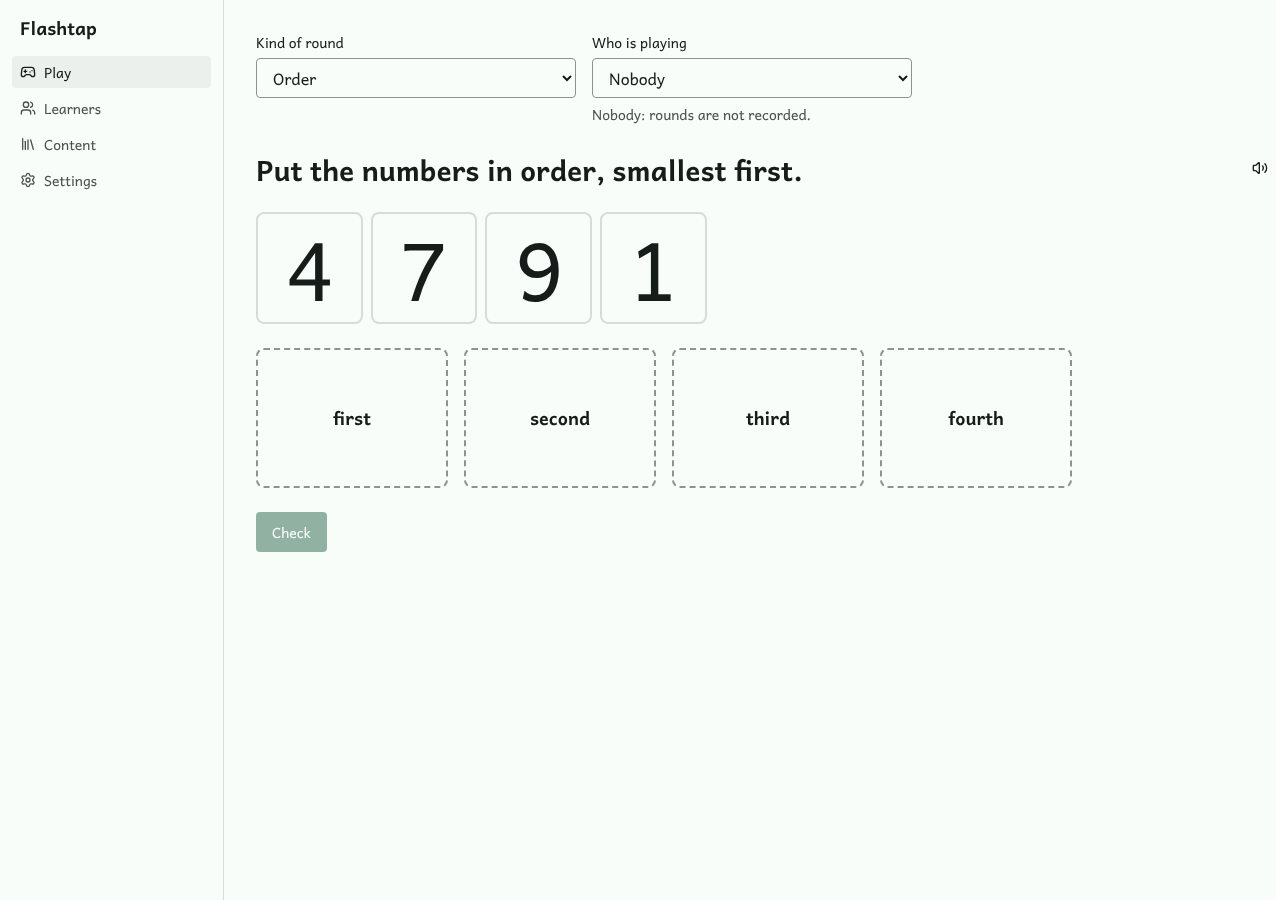 Flashtap
Play
Learners
Content
Settings
Kind of round
Order
Who is playing
Nobody
Nobody: rounds are not recorded.
Put the numbers in order, smallest first.
4 7 9 1
first second third fourth
Check